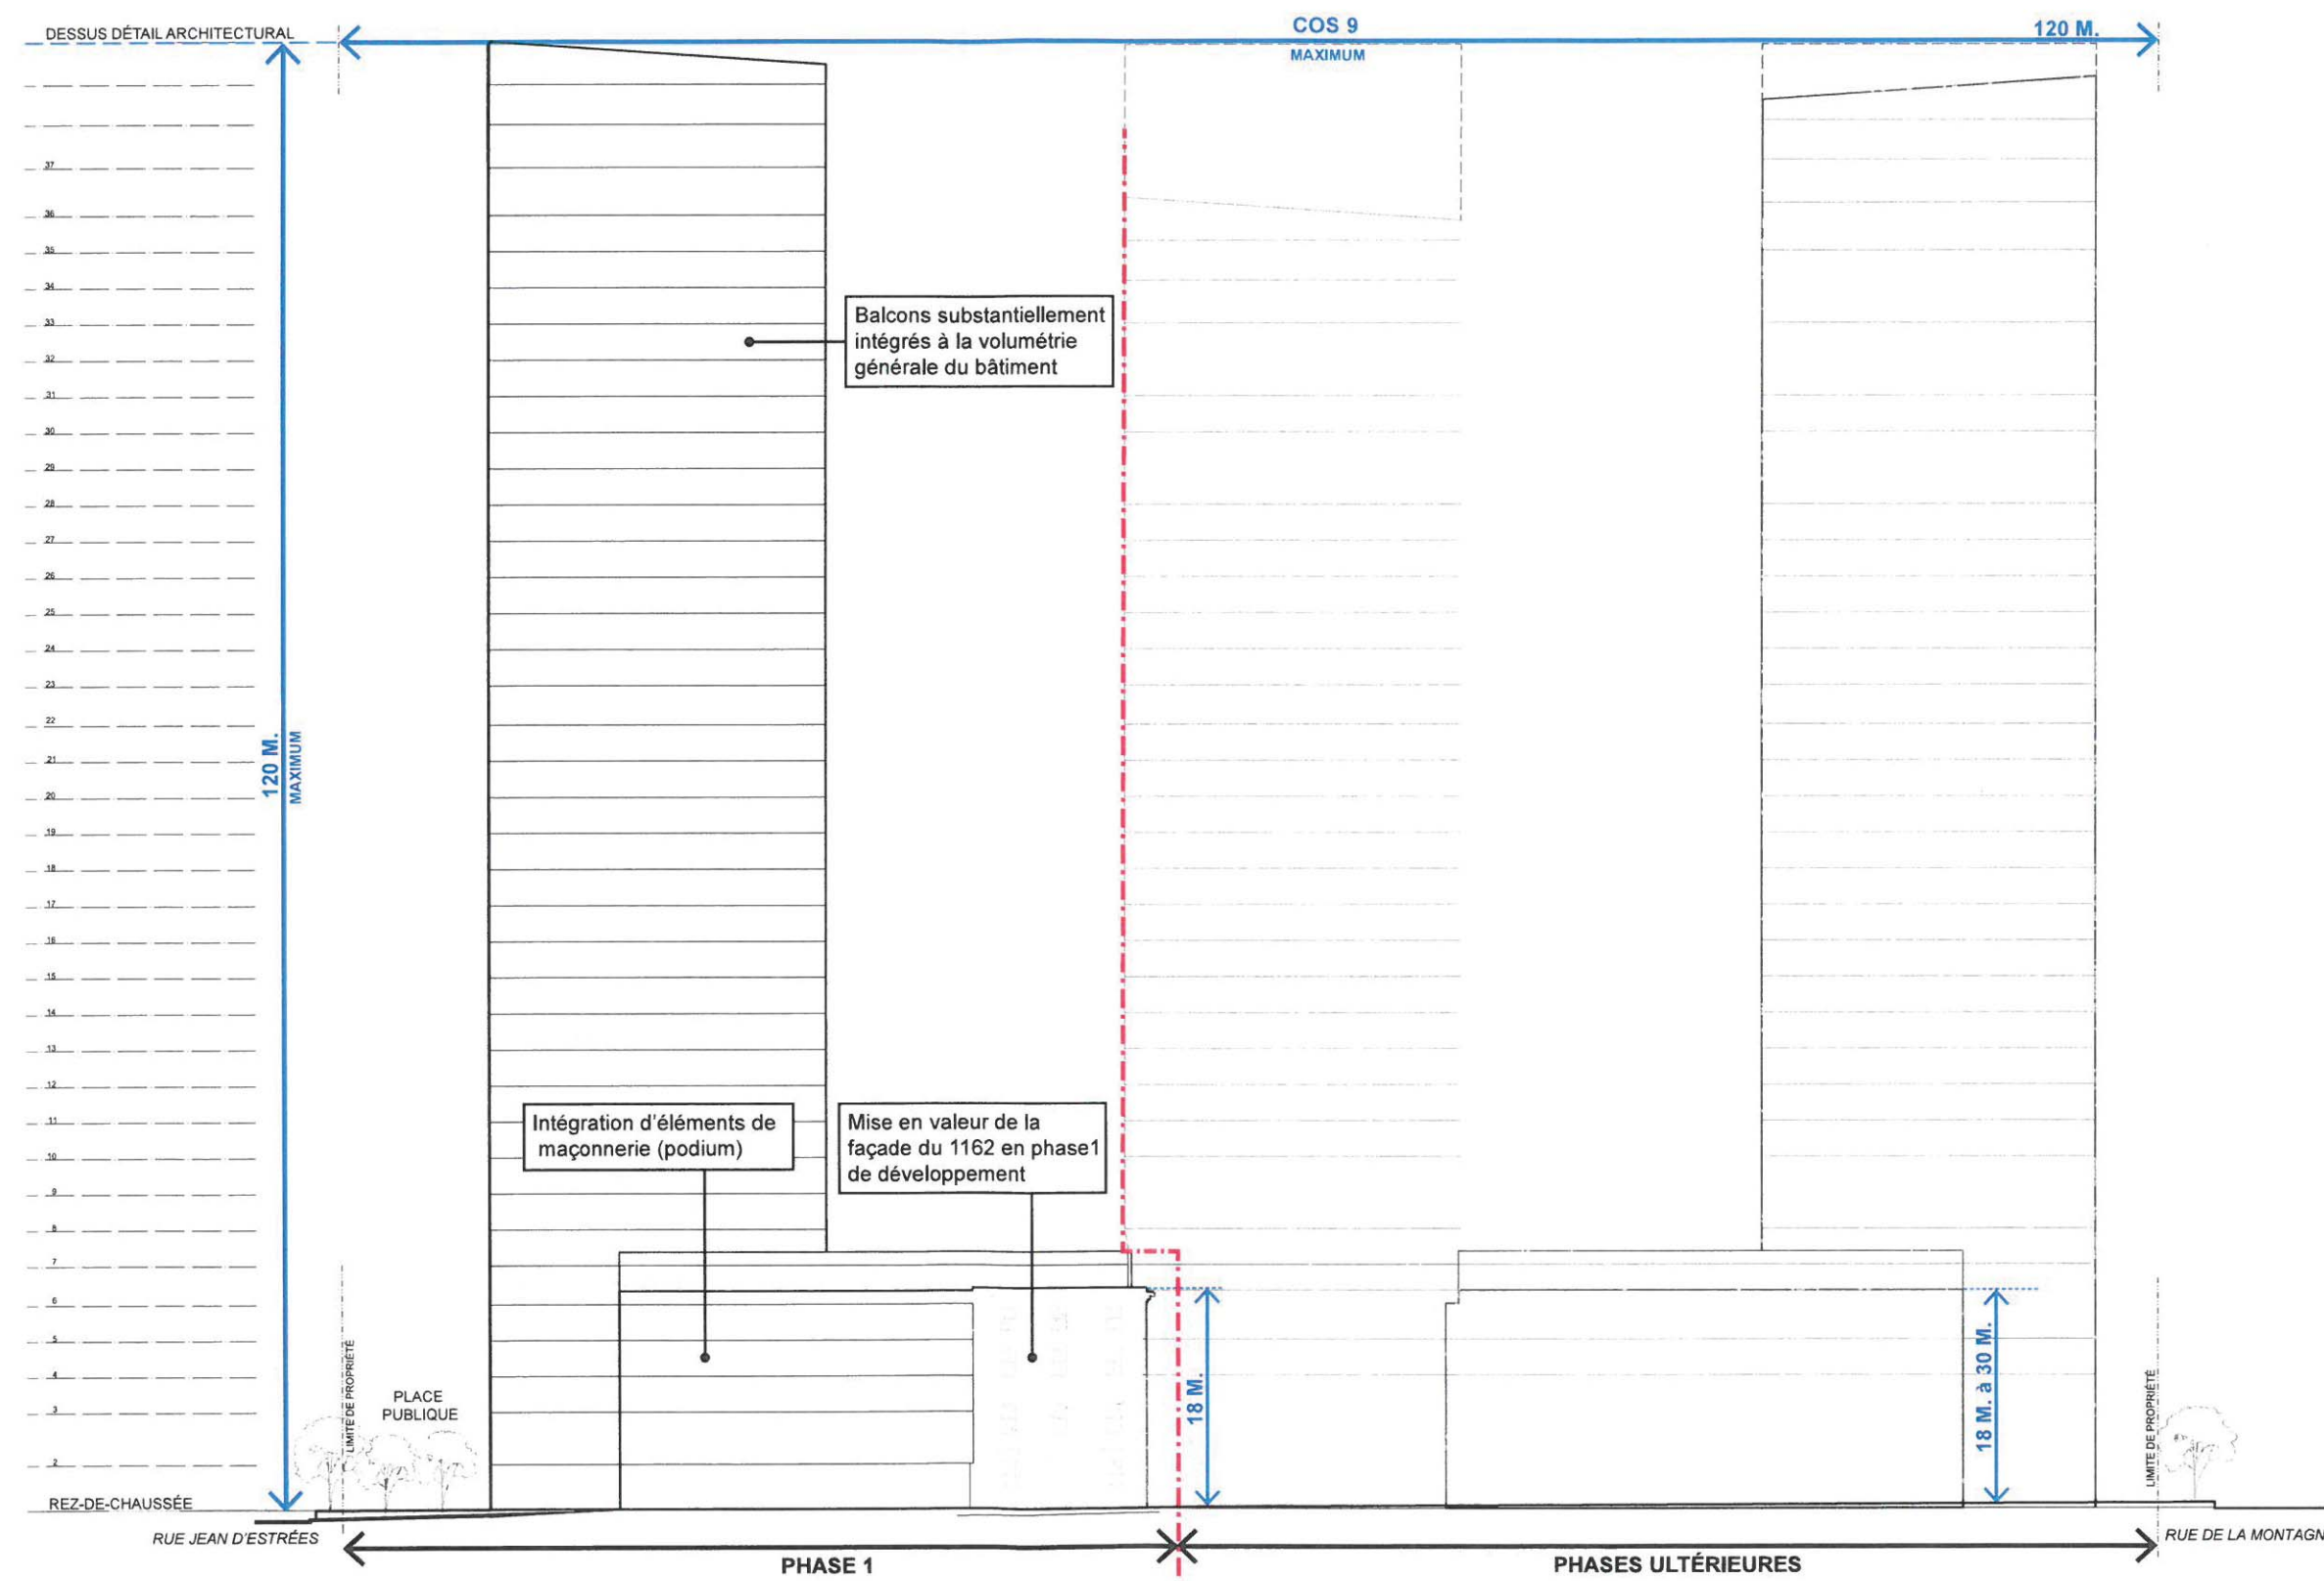 DESSUS DÉTAIL ARCHITECTURAL
COS 9
MAXIMUM
120 M.
37
36
35
34
33
32
31
30
29
28
27
26
25
24
23
22
21
20
19
18
17
16
15
14
13
12
11
10
9
8
7
6
5
4
3
2
REZ-DE-CHAUSSÉE
120 M.
MAXIMUM
Balcons substantiellement
intégrés à la volumétrie
générale du bâtiment
Intégration d'éléments de
maçonnerie (podium)
Mise en valeur de la
façade du 1162 en phase1
de développement
LIMITE DE PROPRIÉTÉ
PLACE
PUBLIQUE
18 M.
18 M. à 30 M.
LIMITE DE PROPRIÉTÉ
RUE JEAN D'ESTRÉES
PHASE 1
PHASES ULTÉRIEURES
RUE DE LA MONTAGN